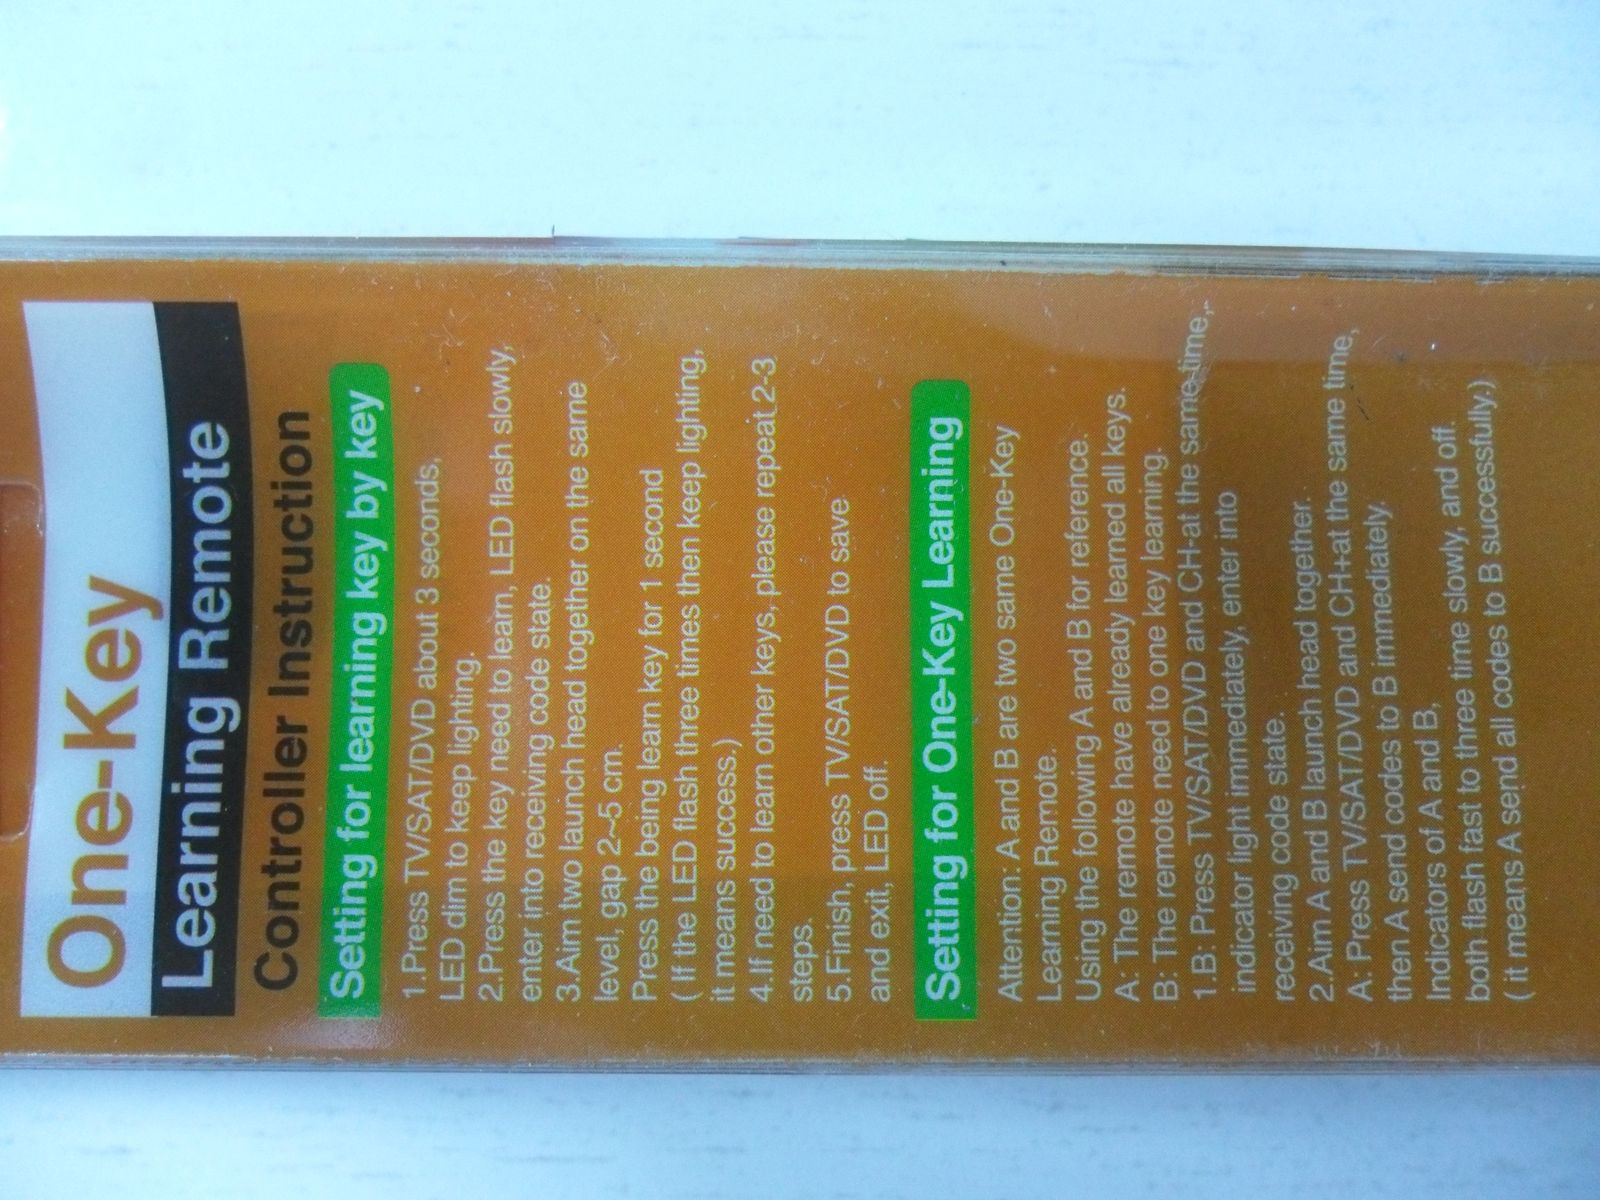 One-Key
Learning Remote
Controller Instruction
Setting for learning key by key
1.Press TV/SAT/DVD about 3 seconds,
LED dim to keep lighting.
2.Press the key need to learn, LED flash slowly,
enter into receiving code state.
3.Aim two launch head together on the same
level, gap 2~5 cm.
Press the being learn key for 1 second
( If the LED flash three times then keep lighting,
it means success.)
4.If need to learn other keys, please repeat 2-3
steps.
5.Finish, press TV/SAT/DVD to save
and exit, LED off.
Setting for One-Key Learning
Attention: A and B are two same One-Key
Learning Remote.
Using the following A and B for reference.
A: The remote have already learned all keys.
B: The remote need to one key learning.
1.B: Press TV/SAT/DVD and CH-at the same time,
indicator light immediately, enter into
receiving code state.
2.Aim A and B launch head together.
A: Press TV/SAT/DVD and CH+at the same time,
then A send codes to B immediately.
Indicators of A and B,
both flash fast to three time slowly, and off.
( it means A send all codes to B successfully.)